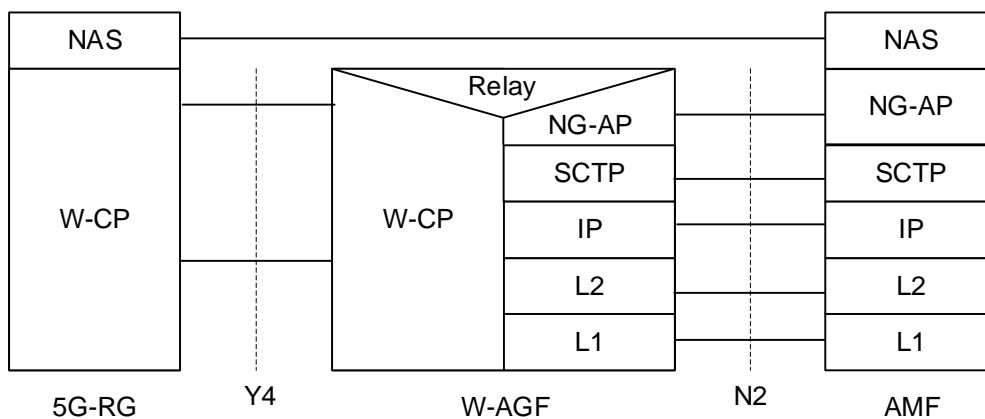 NAS
NAS
Relay
NG-AP
NG-AP
SCTP
SCTP
W-CP
W-CP
IP
IP
L2
L2
L1
L1
5G-RG
Y4
W-AGF
N2
AMF